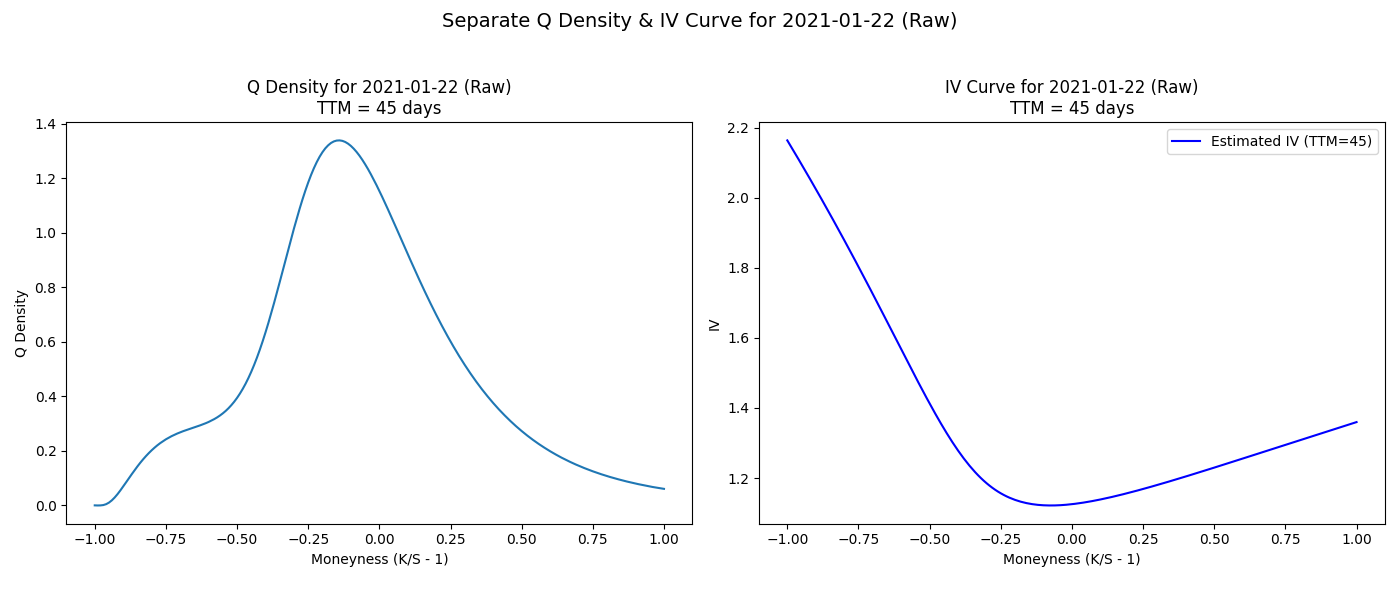 Separate Q Density & IV Curve for 2021-01-22 (Raw)
Q Density for 2021-01-22 (Raw)
TTM = 45 days
1.4
1.2
1.0
0.8
0.6
0.4
0.2
0.0
Q Density
−1.00 −0.75 −0.50 −0.25 0.00 0.25 0.50 0.75 1.00
Moneyness (K/S - 1)
IV Curve for 2021-01-22 (Raw)
TTM = 45 days
Estimated IV (TTM=45)
2.2
2.0
1.8
1.6
1.4
1.2
IV
−1.00 −0.75 −0.50 −0.25 0.00 0.25 0.50 0.75 1.00
Moneyness (K/S - 1)